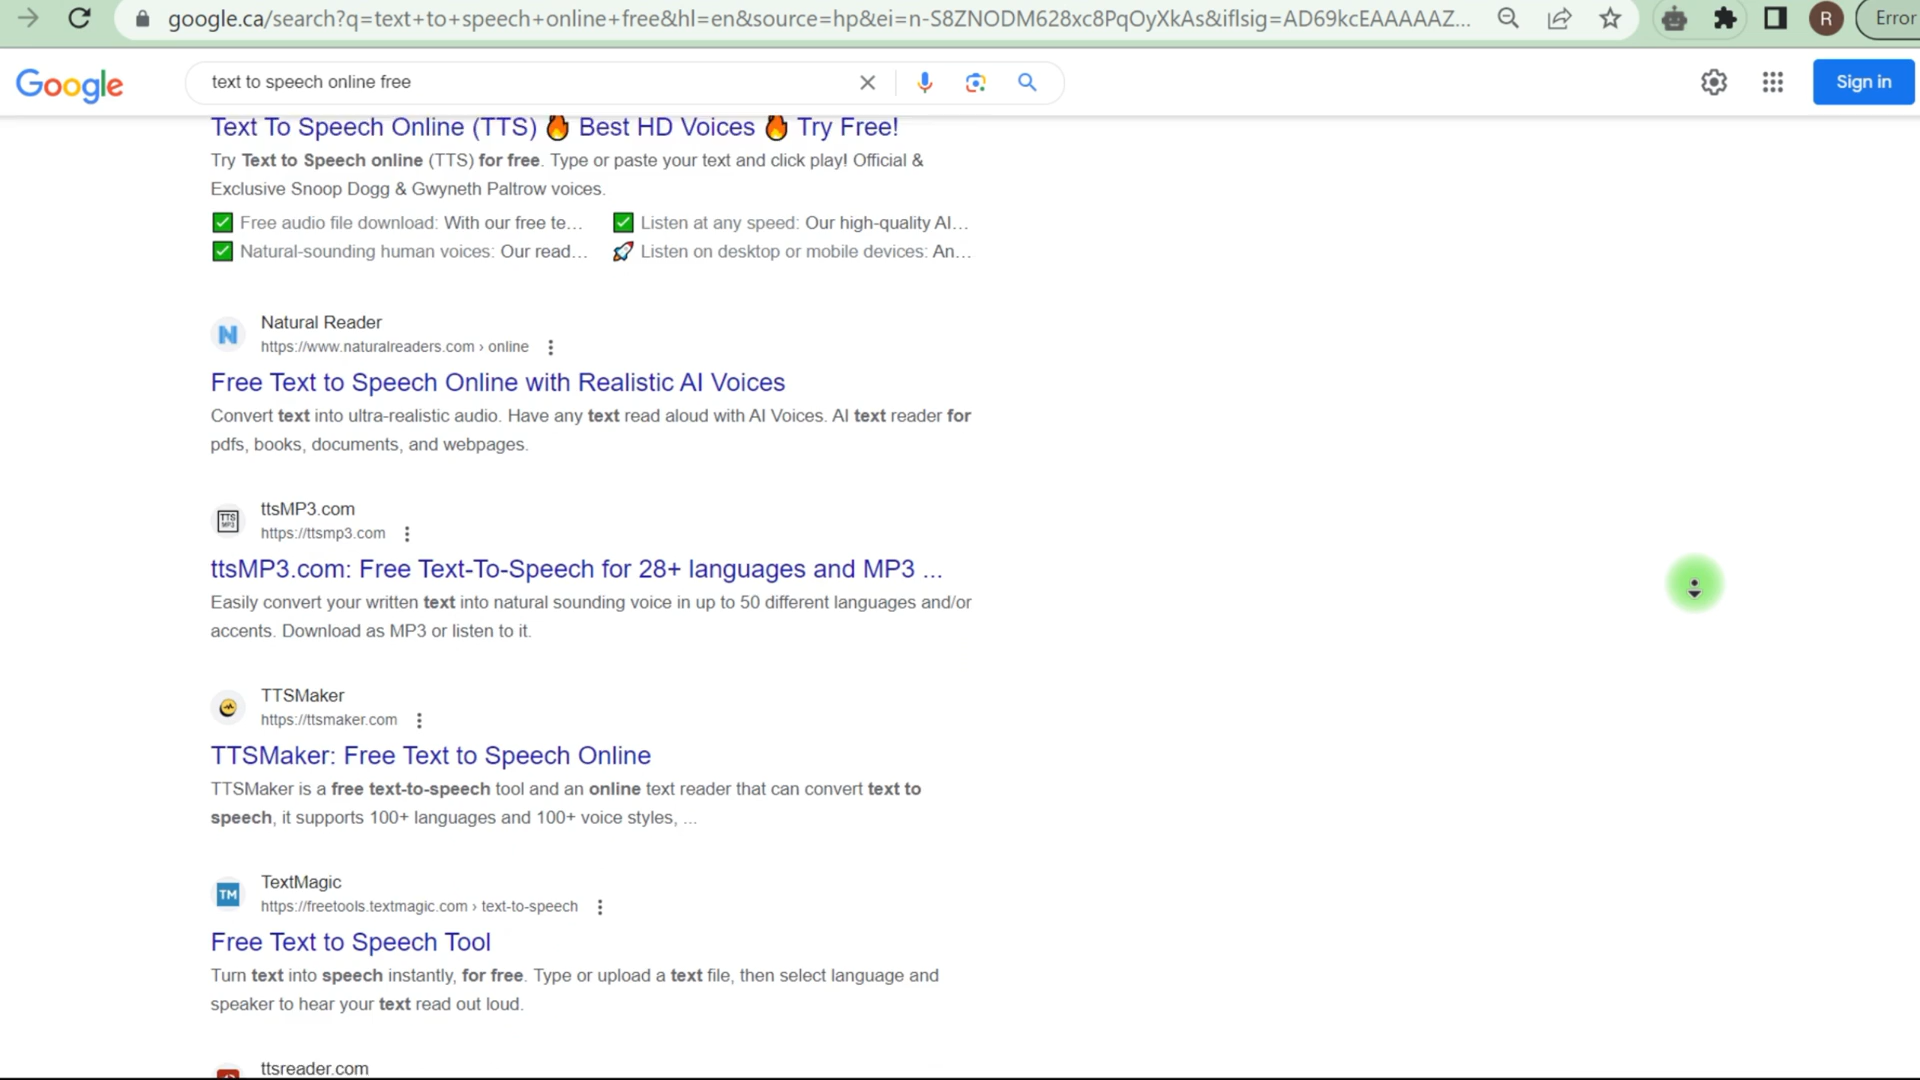 google.ca/search?q=text+to+speech+online+free&hl=en&source=hp&ei=n-S8ZNODM628xc8PqOyXkAs&iflsig=AD69kcEAAAAAZ...
R
Error
Google
text to speech online free
Sign in
Text To Speech Online (TTS) 🔥 Best HD Voices 🔥 Try Free!
Try Text to Speech online (TTS) for free. Type or paste your text and click play! Official &
Exclusive Snoop Dogg & Gwyneth Paltrow voices.
✅ Free audio file download: With our free te... ✅ Listen at any speed: Our high-quality AI...
✅ Natural-sounding human voices: Our read... 🚀 Listen on desktop or mobile devices: An...
N
Natural Reader
https://www.naturalreaders.com › online
Free Text to Speech Online with Realistic AI Voices
Convert text into ultra-realistic audio. Have any text read aloud with AI Voices. AI text reader for
pdfs, books, documents, and webpages.
TTS
MP3
ttsMP3.com
https://ttsmp3.com
ttsMP3.com: Free Text-To-Speech for 28+ languages and MP3 ...
Easily convert your written text into natural sounding voice in up to 50 different languages and/or
accents. Download as MP3 or listen to it.
TTSMaker
https://ttsmaker.com
TTSMaker: Free Text to Speech Online
TTSMaker is a free text-to-speech tool and an online text reader that can convert text to
speech, it supports 100+ languages and 100+ voice styles, ...
TM
TextMagic
https://freetools.textmagic.com › text-to-speech
Free Text to Speech Tool
Turn text into speech instantly, for free. Type or upload a text file, then select language and
speaker to hear your text read out loud.
ttsreader.com